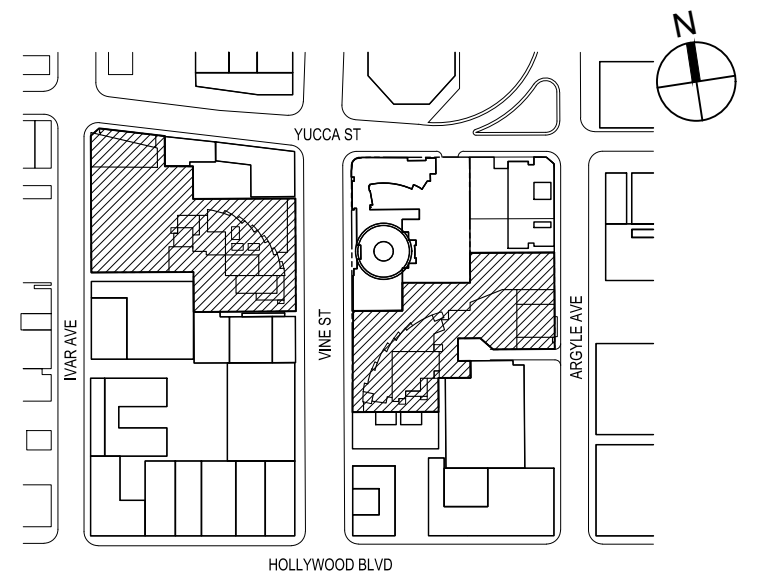 N
YUCCA ST
IVAR AVE
VINE ST
ARGYLE AVE
HOLLYWOOD BLVD